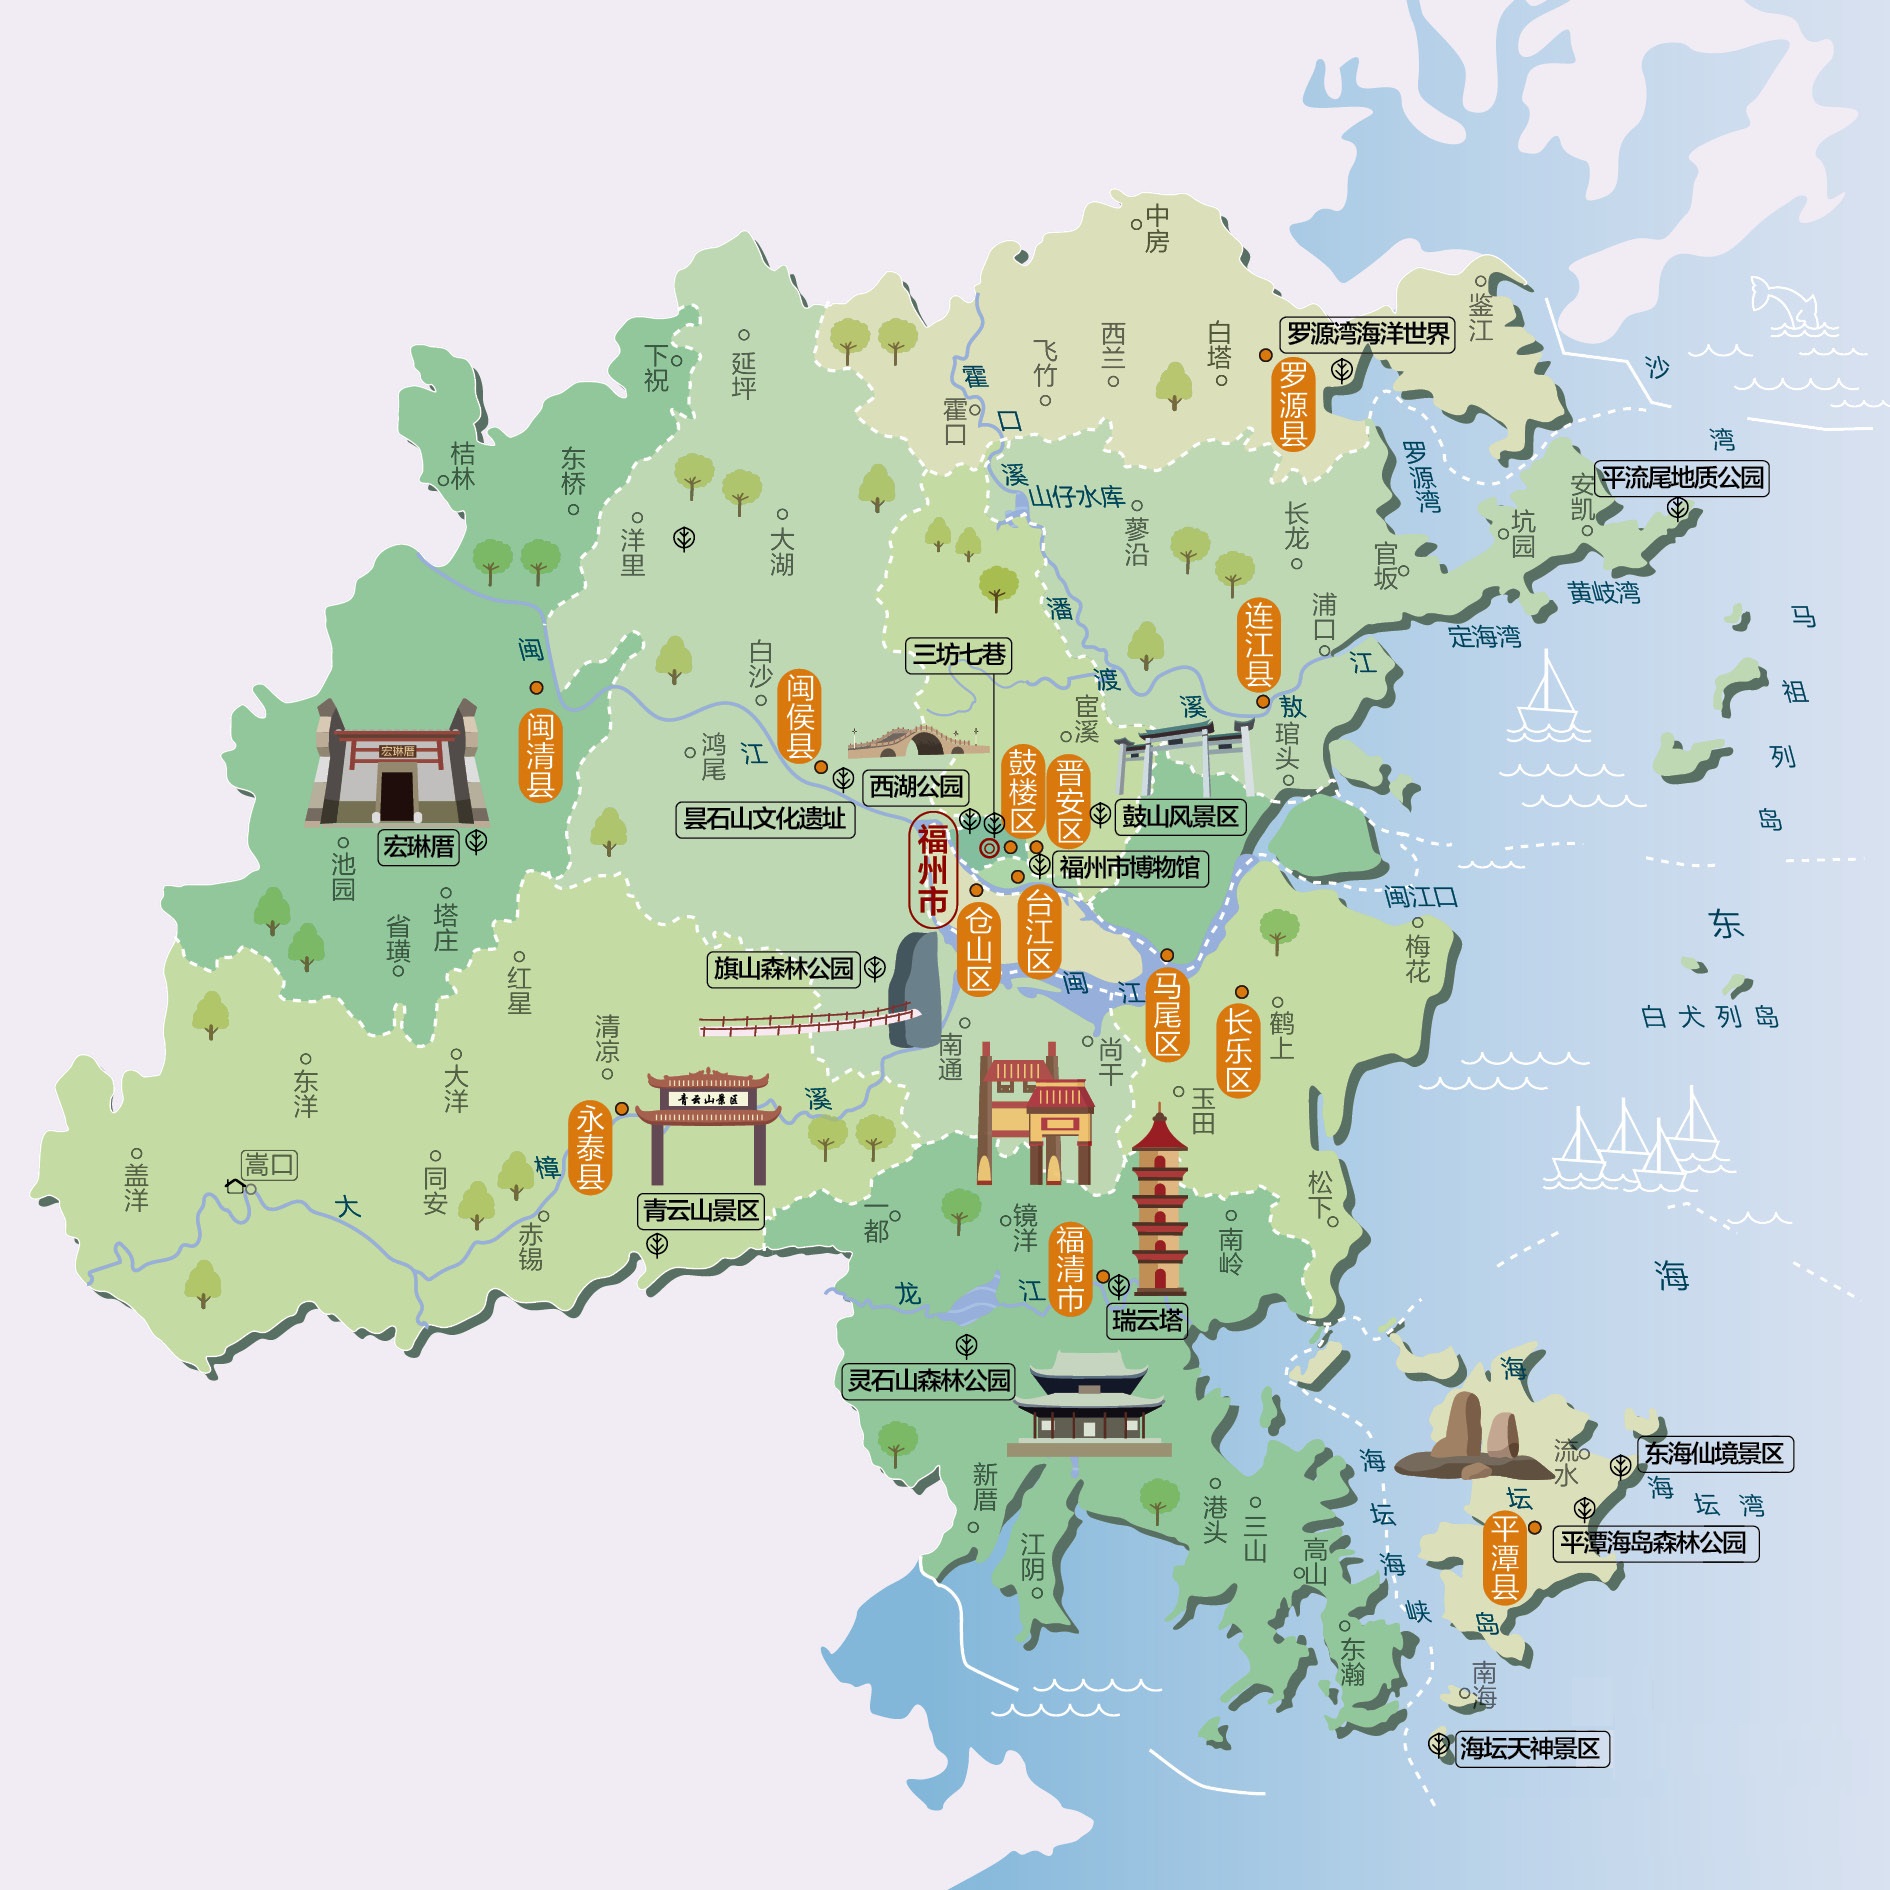 中房
鉴江
罗源湾海洋世界
白塔
西兰
飞竹
延坪
下祝
沙
罗源县
霍
霍口
口
湾
桔林
东桥
罗源湾
溪
平流尾地质公园
安凯
山仔水库
洋里
大湖
蓼沿
长龙
坑园
官坂
黄岐湾
潘
连江县
浦口
定海湾
马
闽
三坊七巷
白沙
江
渡
祖
闽侯县
宦溪
溪
敖
闽清县
鸿尾
江
琯头
列
宏琳厝
鼓楼区
晋安区
西湖公园
昙石山文化遗址
鼓山风景区
岛
宏琳厝
福州市
池园
福州市博物馆
闽江口
塔庄
省璜
仓山区
台江区
东
梅花
红星
旗山森林公园
闽
江
马尾区
长乐区
鹤上
白犬列岛
清凉
南通
尚干
东洋
大洋
青云山景区
溪
玉田
永泰县
盖洋
嵩口
同安
樟
大
青云山景区
松下
赤锡
一都
镜洋
福清市
南岭
海
龙
江
瑞云塔
灵石山森林公园
海
流水
东海仙境景区
海
新厝
港头
坛
海坛湾
三山
坛
平潭县
平潭海岛森林公园
江阴
高山
海
峡
岛
东瀚
南海
海坛天神景区